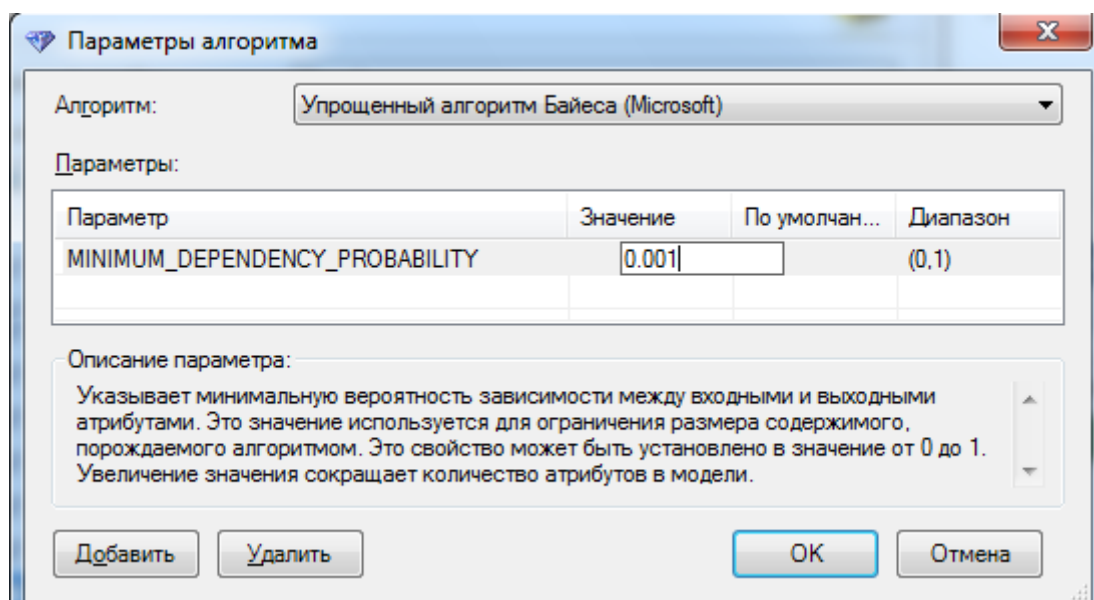 Параметры алгоритма
Алгоритм: Упрощенный алгоритм Байеса (Microsoft)
Параметры:
Параметр Значение По умолчан... Диапазон
MINIMUM_DEPENDENCY_PROBABILITY 0.001 (0,1)
Описание параметра:
Указывает минимальную вероятность зависимости между входными и выходными
атрибутами. Это значение используется для ограничения размера содержимого,
порождаемого алгоритмом. Это свойство может быть установлено в значение от 0 до 1.
Увеличение значения сокращает количество атрибутов в модели.
Добавить Удалить OK Отмена